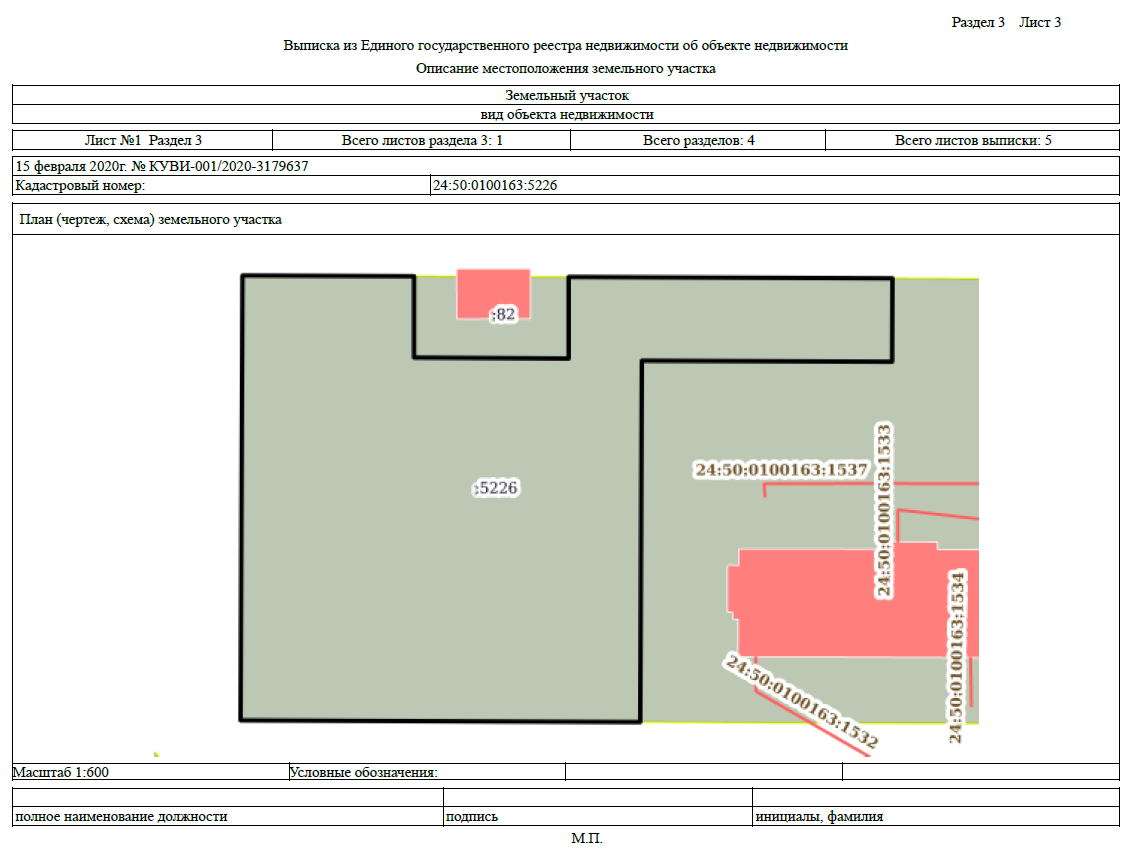 Раздел 3 Лист 3
Выписка из Единого государственного реестра недвижимости об объекте недвижимости
Описание местоположения земельного участка
Земельный участок
вид объекта недвижимости
Лист №1 Раздел 3 Всего листов раздела 3: 1 Всего разделов: 4 Всего листов выписки: 5
15 февраля 2020г. № КУВИ-001/2020-3179637
Кадастровый номер: 24:50:0100163:5226
План (чертеж, схема) земельного участка
:82
24:50:0100163:1537
24:50:0100163:1533
:5226
24:50:0100163:1534
24:50:0100163:1532
Масштаб 1:600 Условные обозначения:
полное наименование должности подпись инициалы, фамилия
М.П.